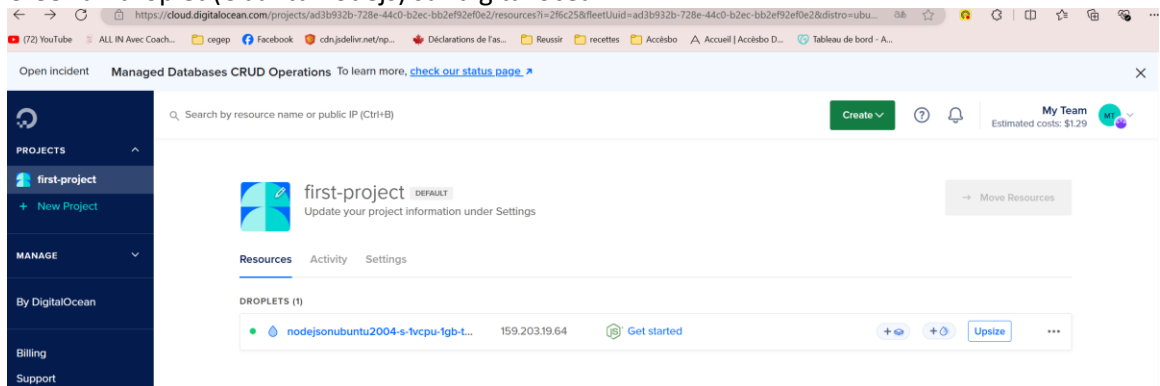 https://cloud.digitalocean.com/projects/ad3b932b-728e-44c0-b2ec-bb2ef92ef0e2/resources?i=2f6c25&fleetUuid=ad3b932b-728e-44c0-b2ec-bb2ef92ef0e2&distro=ubu...
(72) YouTube ALL IN Avec Coach... cegep Facebook cdn.jsdelivr.net/np... Déclarations de l'as... Reussir recettes Accèsbo Accueil | Accèsbo D... Tableau de bord - A...
Open incident Managed Databases CRUD Operations To learn more, check our status page
Search by resource name or public IP (Ctrl+B) Create My Team MT
Estimated costs: $1.29
PROJECTS
first-project
+ New Project
MANAGE
By DigitalOcean
Billing
Support
first-project DEFAULT
Update your project information under Settings
→ Move Resources
Resources Activity Settings
DROPLETS (1)
nodejsonubuntu2004-s-1vcpu-1gb-t... 159.203.19.64 Get started + + Upsize ...